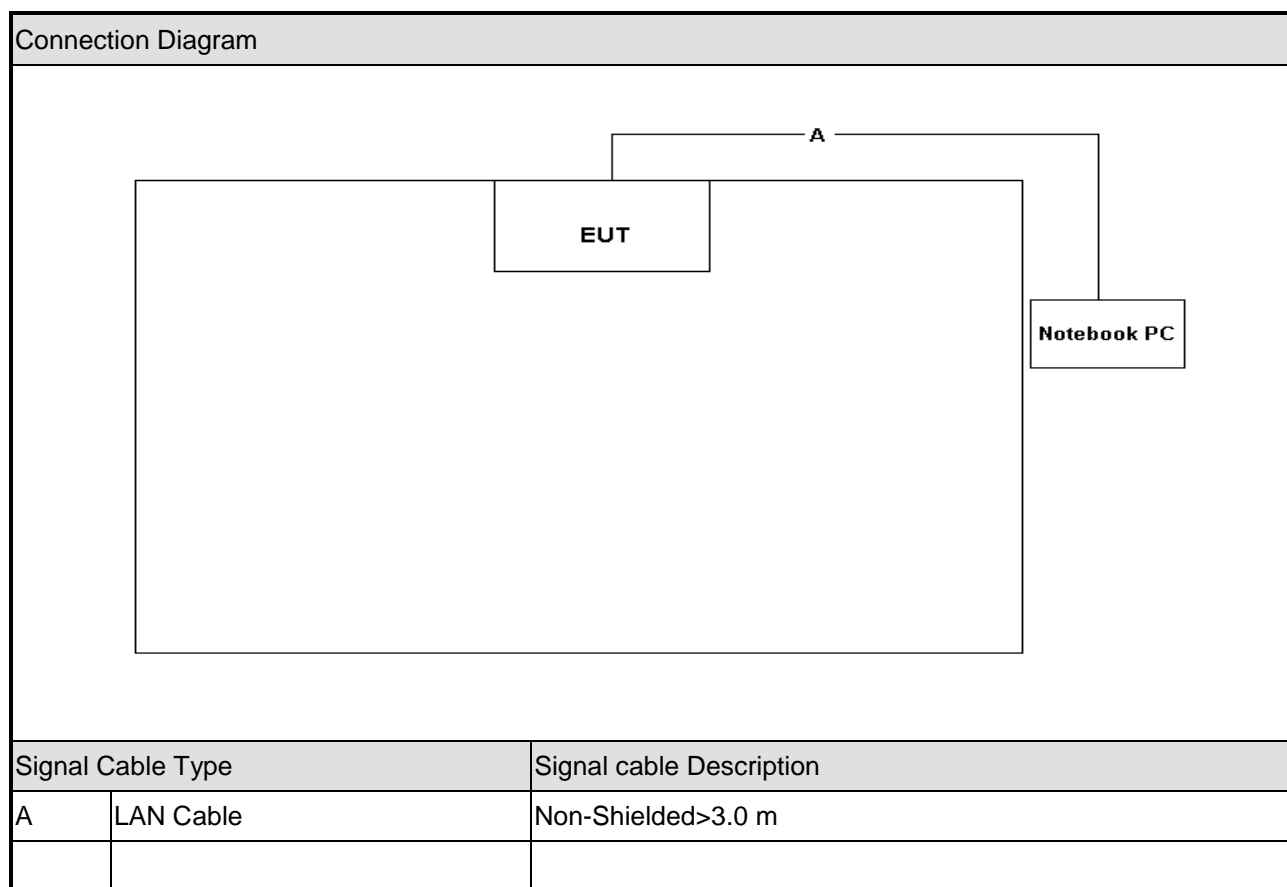 Connection Diagram
A
EUT
Notebook PC
Signal Cable Type Signal cable Description
A LAN Cable Non-Shielded>3.0 m